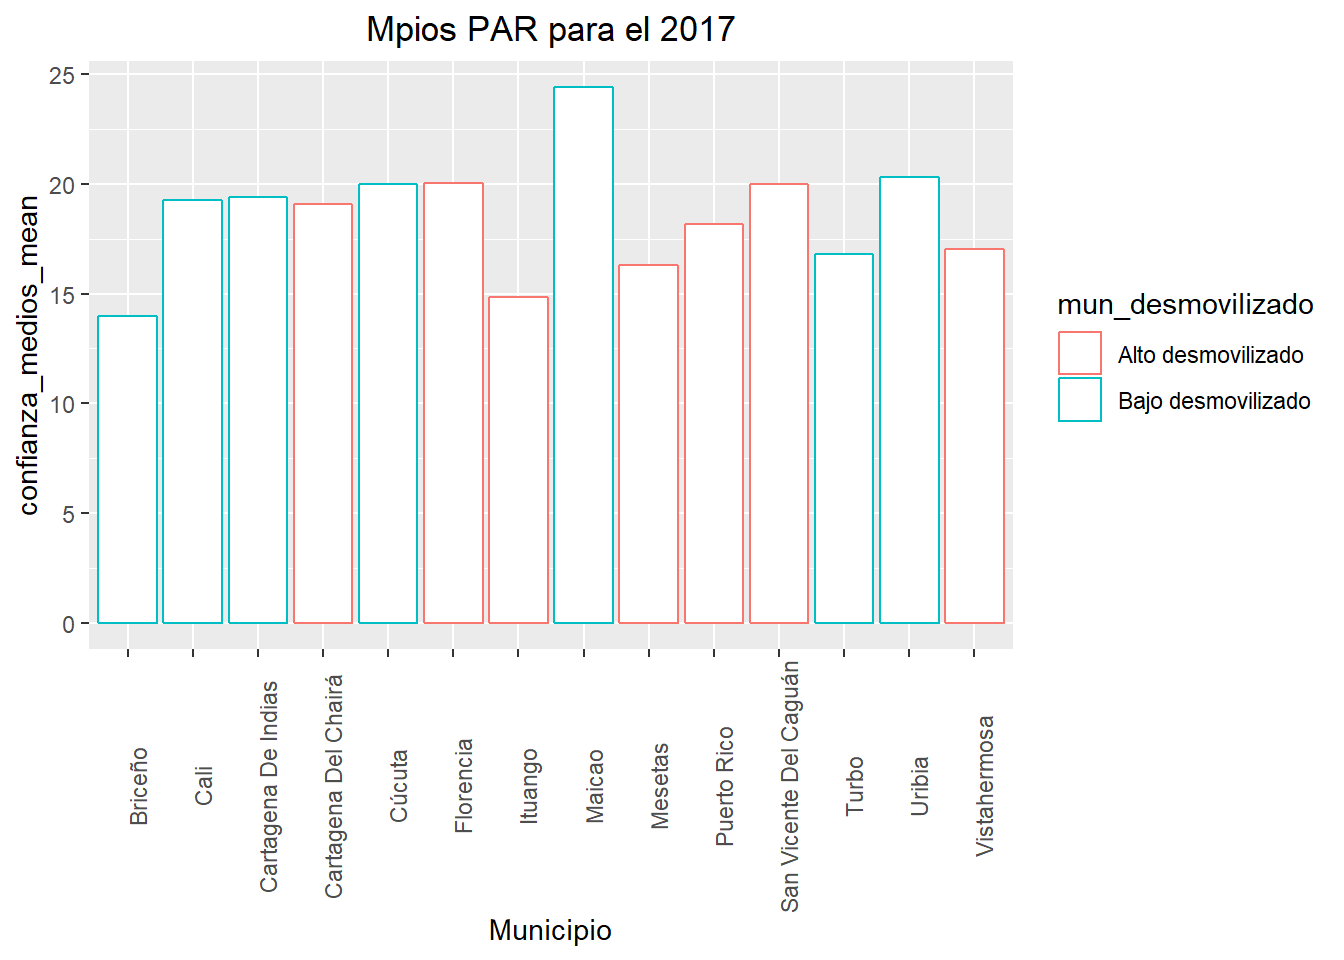 Mpios PAR para el 2017
confianza_medios_mean
25
20
15
10
5
0
Briceño
Cali
Cartagena De Indias
Cartagena Del Chairá
Cúcuta
Florencia
Ituango
Maicao
Mesetas
Puerto Rico
San Vicente Del Caguán
Turbo
Uribia
Vistahermosa
Municipio
mun_desmovilizado
Alto desmovilizado
Bajo desmovilizado